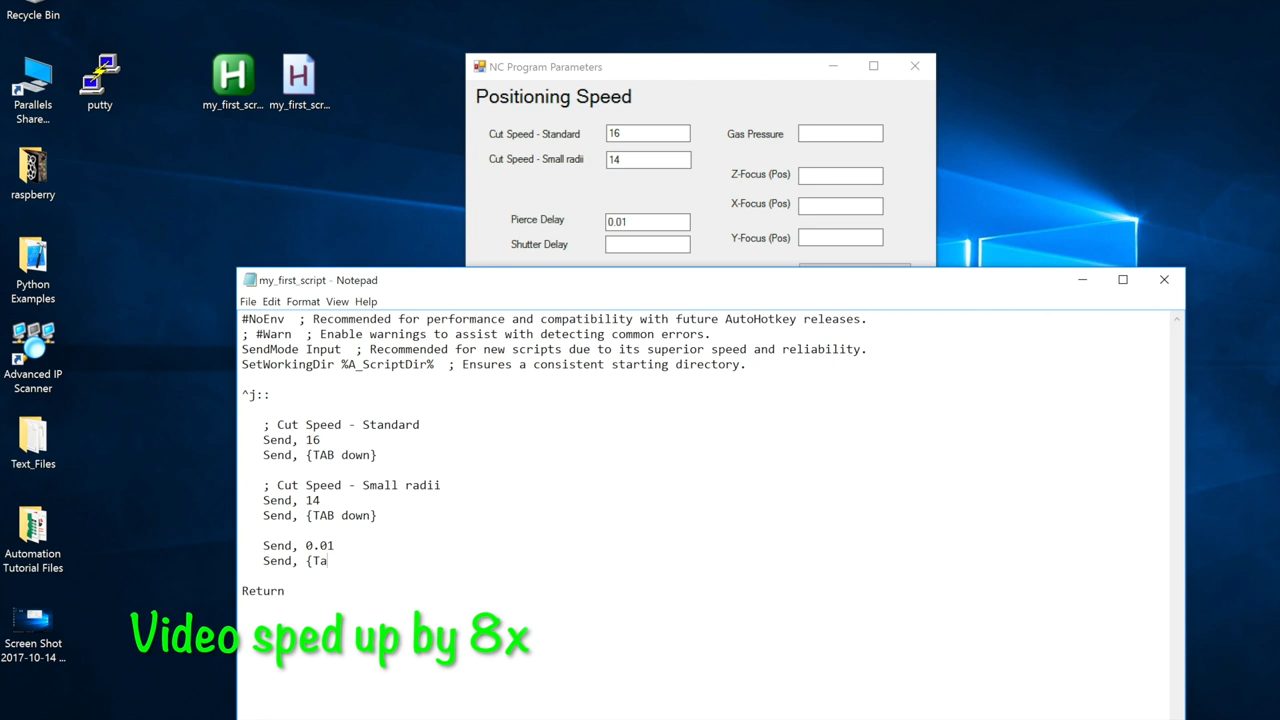 Recycle Bin
Parallels
Share...
putty
my_first_scr...
my_first_scr...
raspberry
Python
Examples
Advanced IP
Scanner
Text_Files
Automation
Tutorial Files
Screen Shot
2017-10-14 ...
NC Program Parameters
Positioning Speed
Cut Speed - Standard
16
Cut Speed - Small radii
14
Pierce Delay
0.01
Shutter Delay
Gas Pressure
Z-Focus (Pos)
X-Focus (Pos)
Y-Focus (Pos)
my_first_script - Notepad
File Edit Format View Help
#NoEnv  ; Recommended for performance and compatibility with future AutoHotkey releases.
; #Warn  ; Enable warnings to assist with detecting common errors.
SendMode Input  ; Recommended for new scripts due to its superior speed and reliability.
SetWorkingDir %A_ScriptDir%  ; Ensures a consistent starting directory.
^j::
; Cut Speed - Standard
Send, 16
Send, {TAB down}
; Cut Speed - Small radii
Send, 14
Send, {TAB down}
Send, 0.01
Send, {Ta
Return
Video sped up by 8x